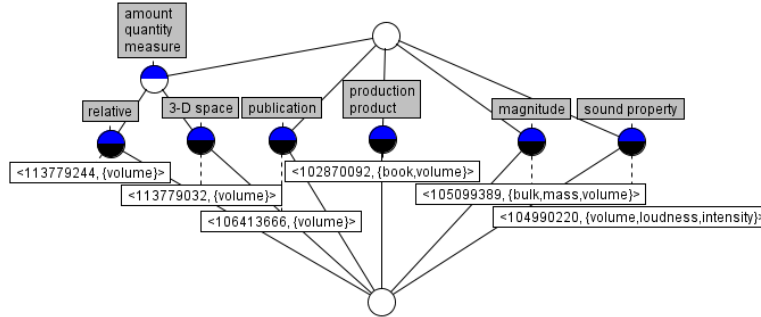 amount
quantity
measure
production
product
relative
3-D space
publication
magnitude
sound property
<113779244, {volume}>
<102870092, {book,volume}>
<113779032, {volume}>
<105099389, {bulk,mass,volume}>
<106413666, {volume}>
<104990220, {volume,loudness,intensity}>